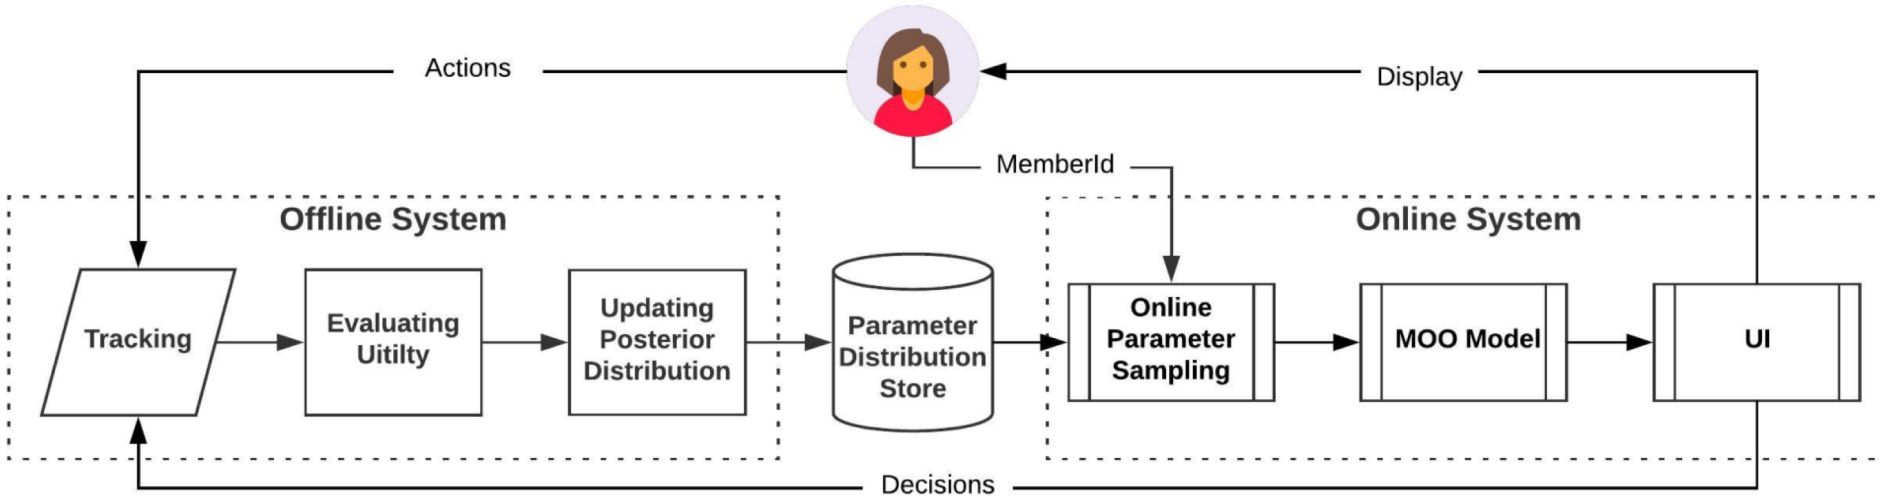 Actions
Display
MemberId
Offline System
Online System
Tracking
Evaluating
Uitilty
Updating
Posterior
Distribution
Parameter
Distribution
Store
Online
Parameter
Sampling
MOO Model
UI
Decisions